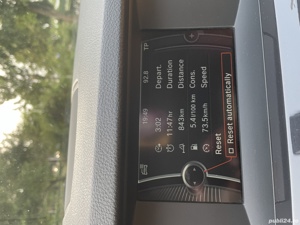 19:49 92.8 TP
3:02 Depart.
11:47hr Duration
843km Distance
5.4l/100 km Cons.
73.5km/h Speed
Reset
Reset automatically
publi24.ro